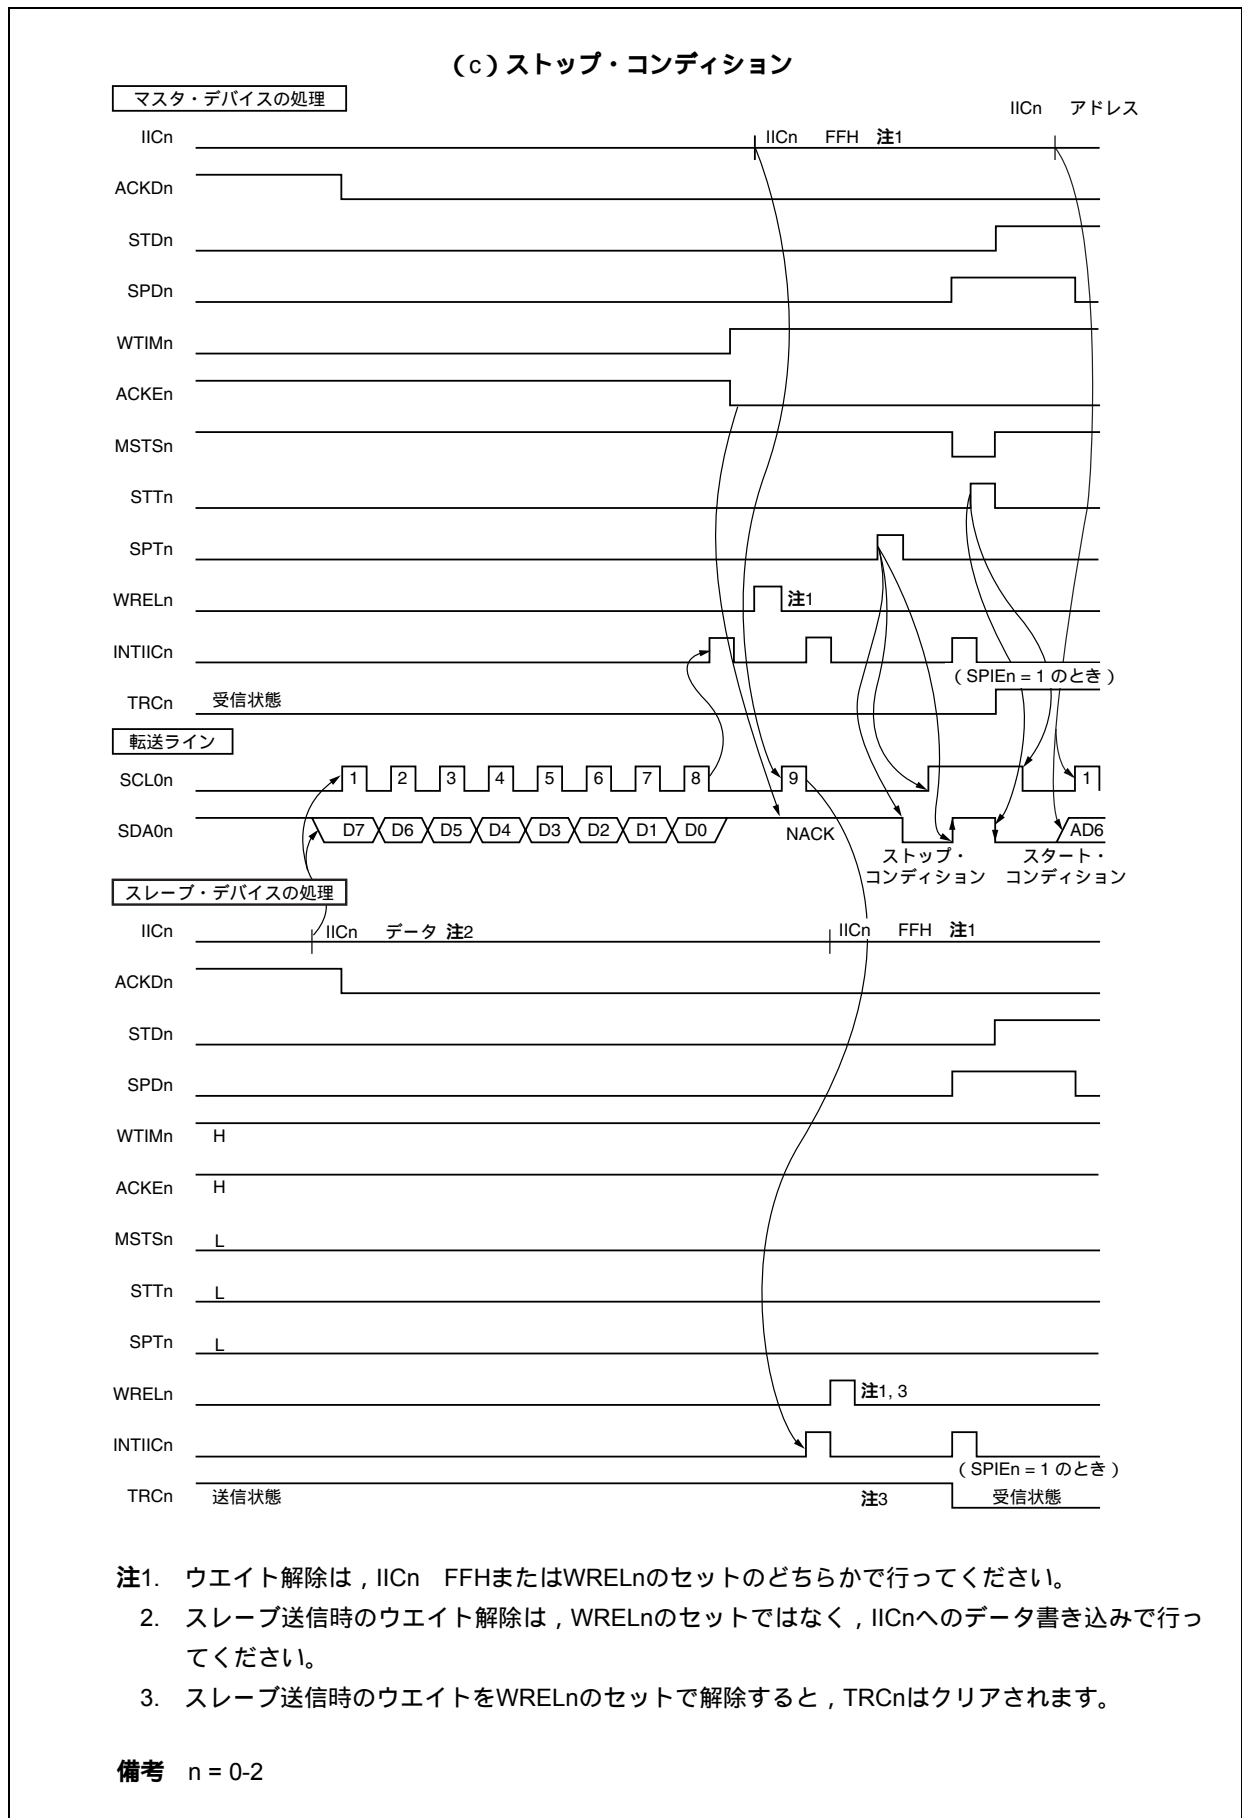 (c)ストップ・コンディション
マスタ・デバイスの処理
IICn アドレス
IICn
IICn FFH 注1
ACKDn
STDn
SPDn
WTIMn
ACKEn
MSTSn
STTn
SPTn
WRELn
注1
INTIICn
(SPIEn = 1 のとき)
TRCn 受信状態
転送ライン
SCL0n 1 2 3 4 5 6 7 8 9 1
SDA0n D7 D6 D5 D4 D3 D2 D1 D0 NACK AD6
ストップ・
コンディション
スタート・
コンディション
スレーブ・デバイスの処理
IICn
IICn データ 注2
IICn FFH 注1
ACKDn
STDn
SPDn
WTIMn H
ACKEn H
MSTSn L
STTn L
SPTn L
WRELn
注1, 3
INTIICn
(SPIEn = 1 のとき)
TRCn 送信状態 注3 受信状態
注1. ウエイト解除は,IICn FFHまたはWRELnのセットのどちらかで行ってください。
2. スレーブ送信時のウエイト解除は,WRELnのセットではなく,IICnへのデータ書き込みで行っ
てください。
3. スレーブ送信時のウエイトをWRELnのセットで解除すると,TRCnはクリアされます。
備考 n = 0-2